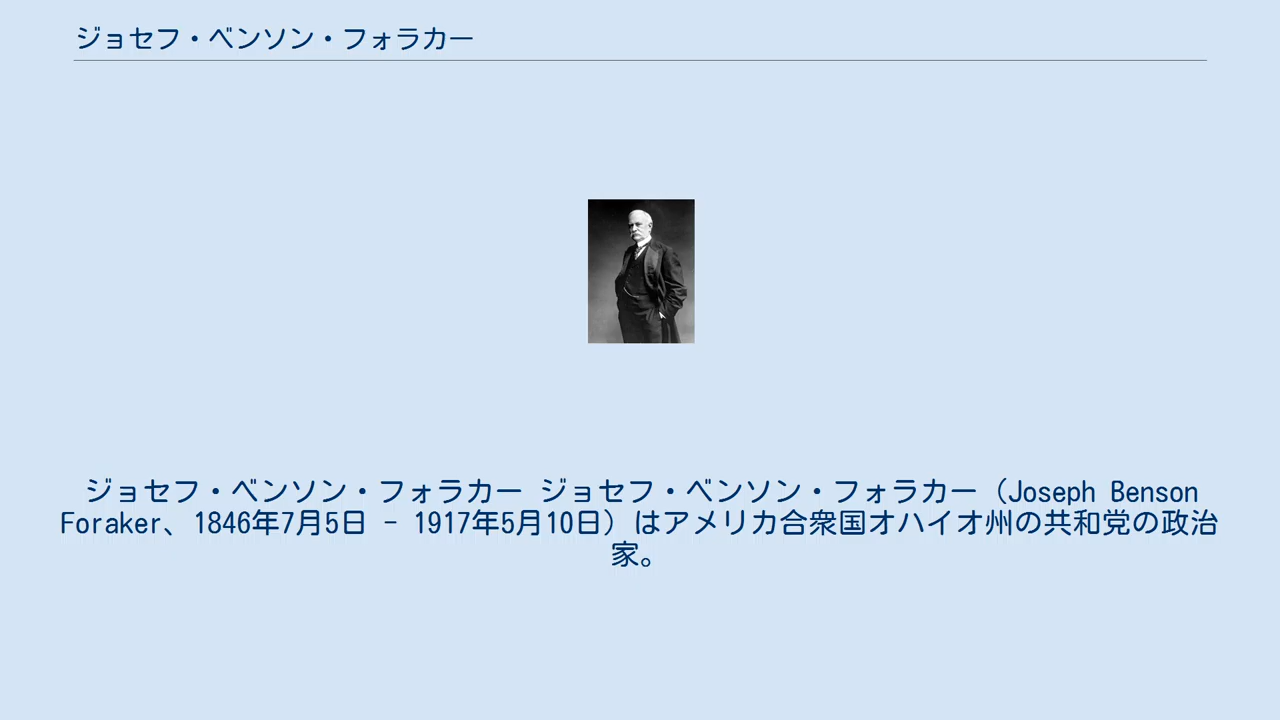 ジョセフ・ベンソン・フォラカー
ジョセフ・ベンソン・フォラカー ジョセフ・ベンソン・フォラカー（Joseph Benson
Foraker、1846年7月5日 - 1917年5月10日）はアメリカ合衆国オハイオ州の共和党の政治
家。